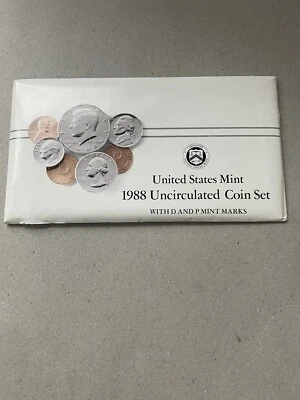 United States Mint
1988 Uncirculated Coin Set
WITH D AND P MINT MARKS